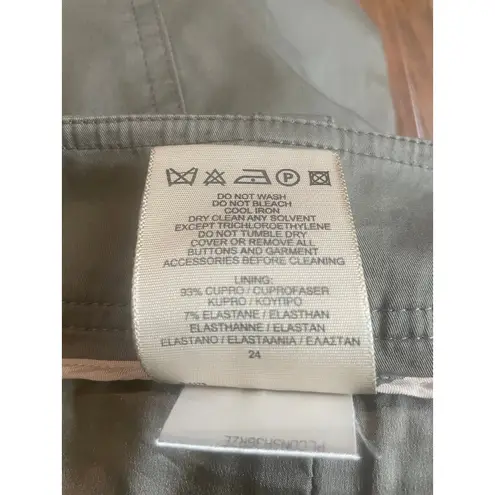 P
DO NOT WASH
DO NOT BLEACH
COOL IRON
DRY CLEAN ANY SOLVENT
EXCEPT TRICHLOROETHYLENE
DO NOT TUMBLE DRY
COVER OR REMOVE ALL
BUTTONS AND GARMENT
ACCESSORIES BEFORE CLEANING
LINING:
93% CUPRO / CUPROFASER
KUPRO / ΚΟΥΠΡΟ
7% ELASTANE / ELASTHAN
ELASTHANNE / ELASTAN
ELASTANO / ELASTAANIA / ΕΛΑΣΤΑΝ
24